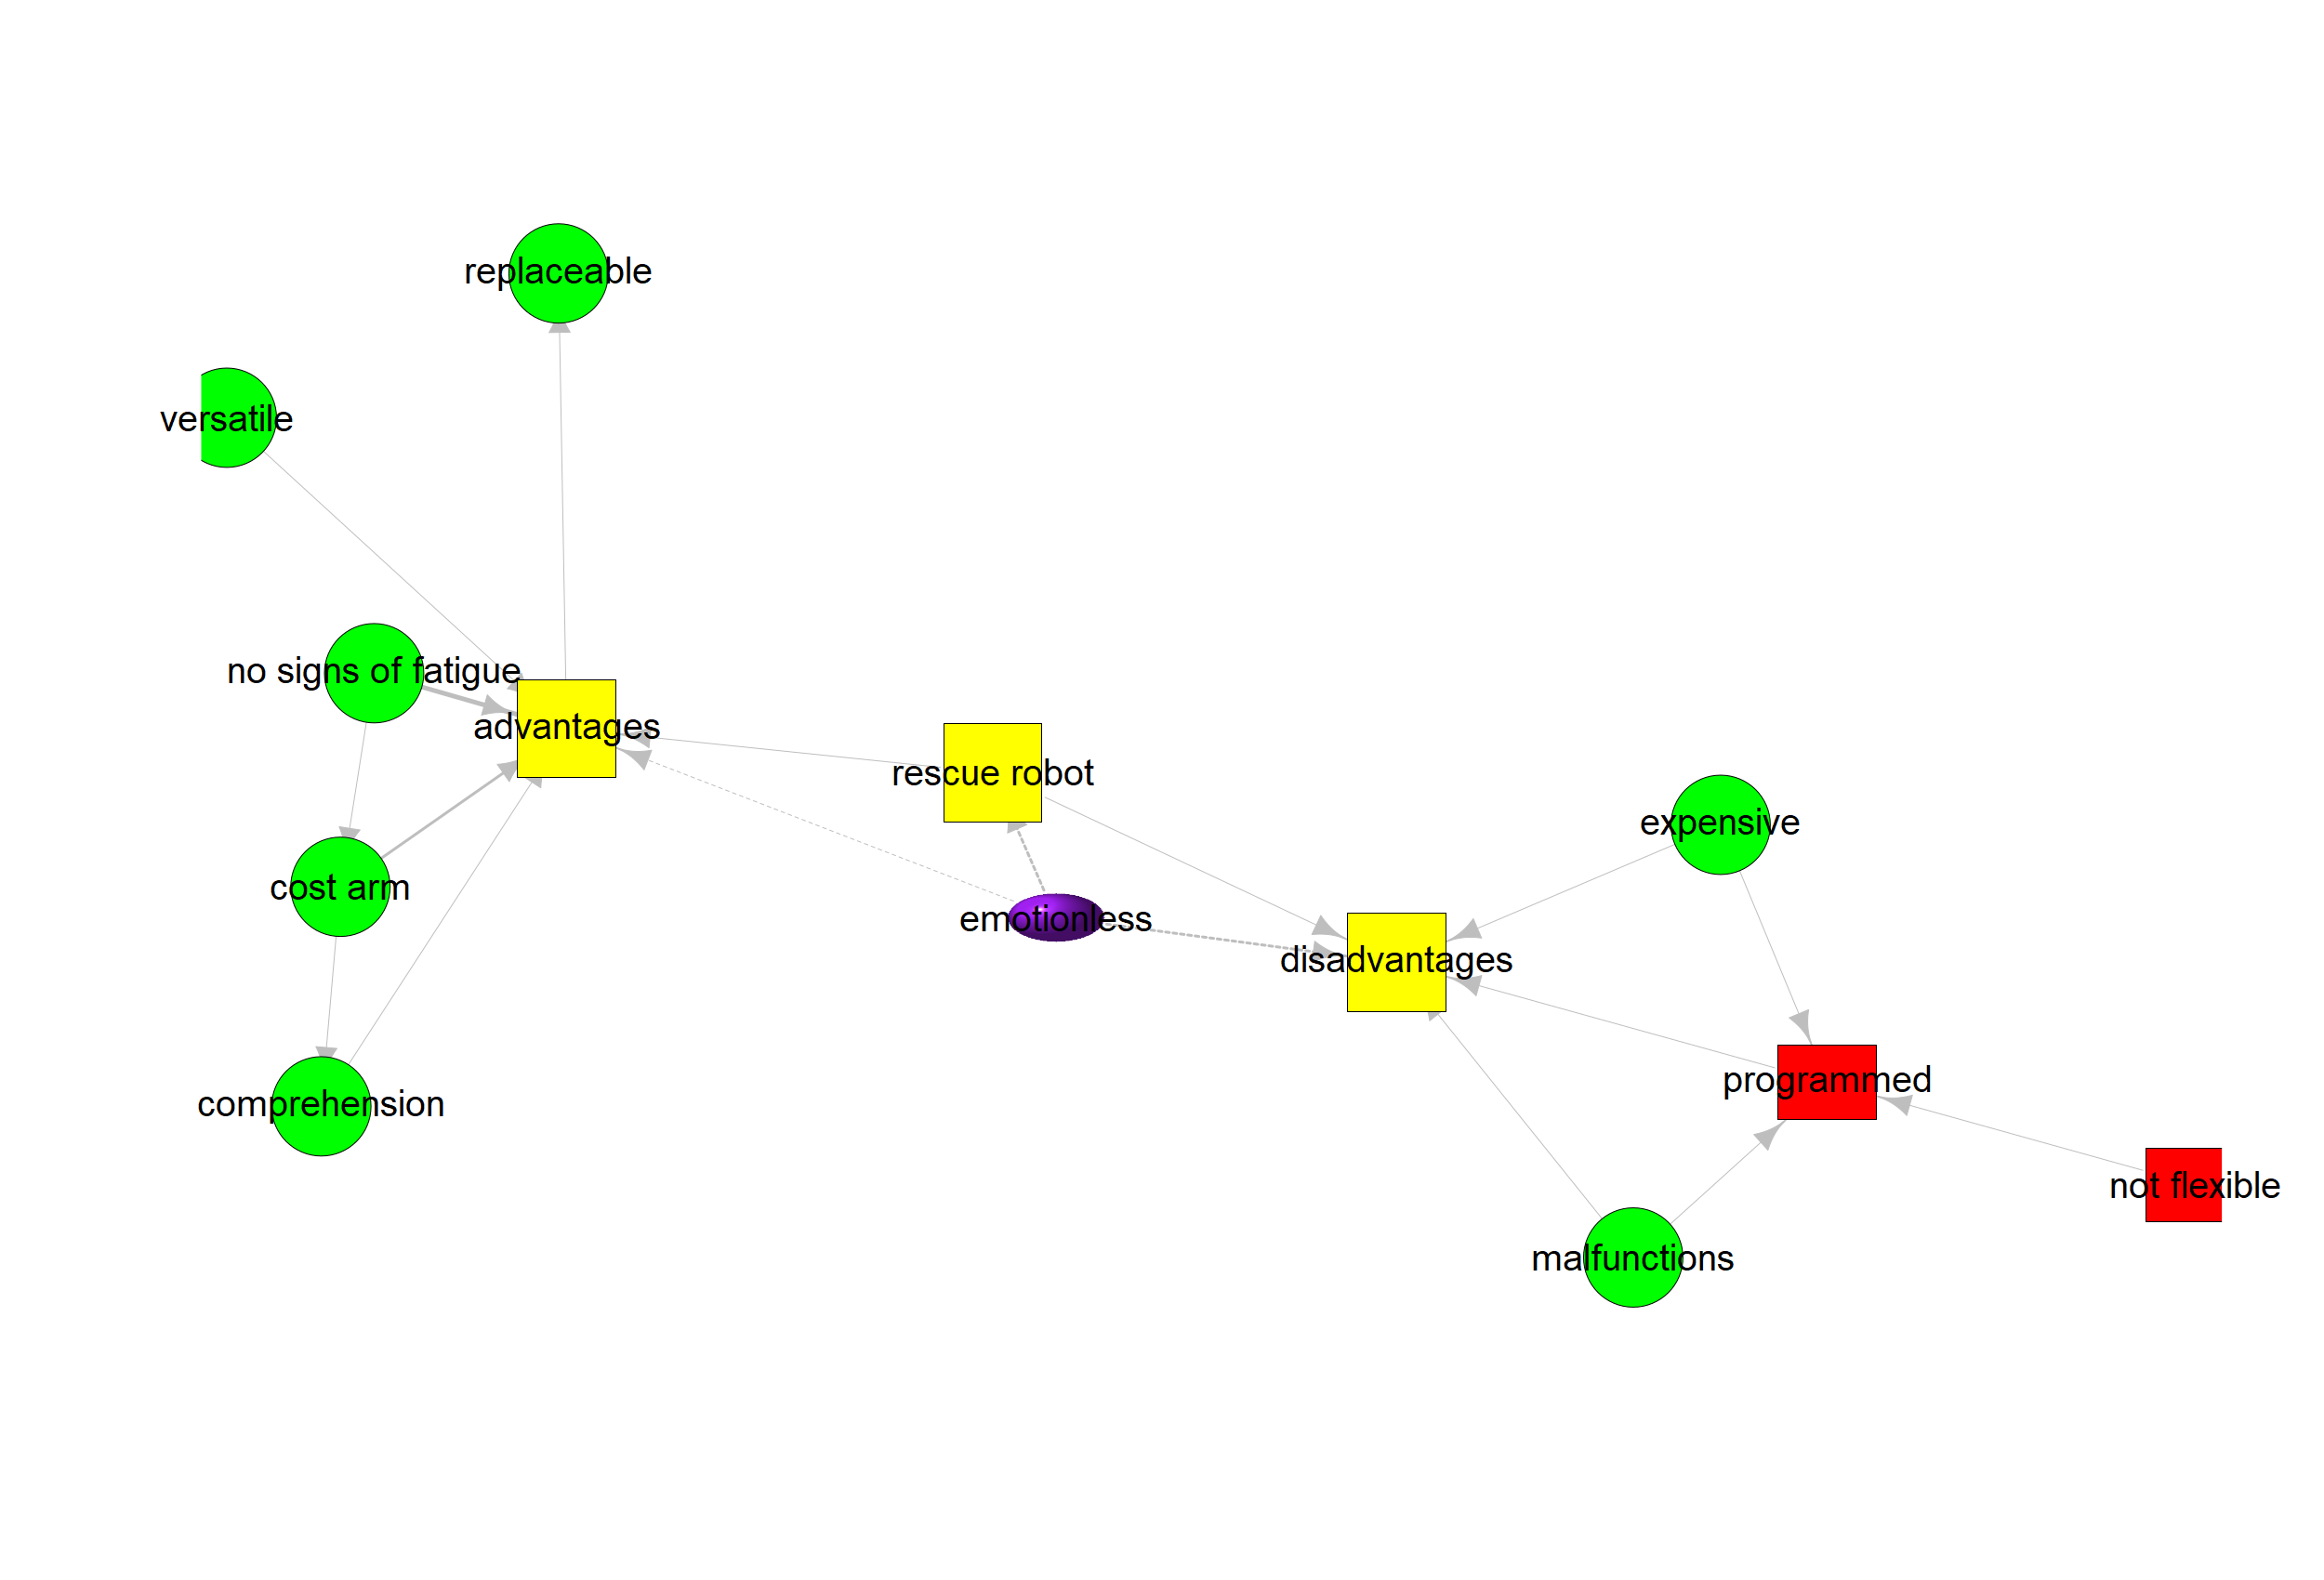 replaceable
versatile
no signs of fatigue
advantages
rescue robot
expensive
cost arm
emotionless
disadvantages
programmed
comprehension
not flexible
malfunctions